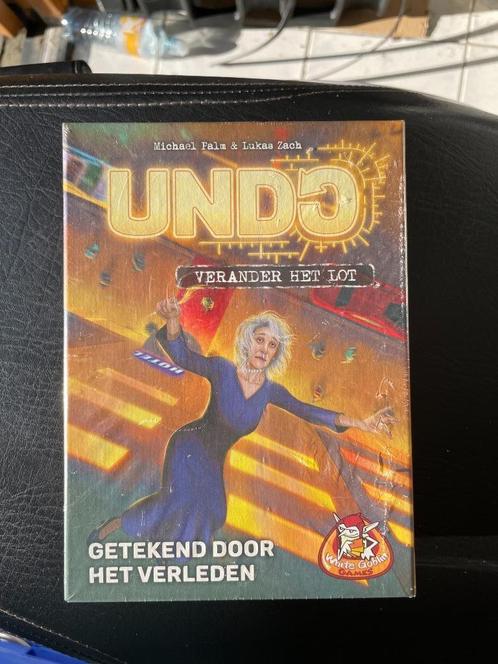 Michael Palm & Lukas Zach
UNDO
VERANDER HET LOT
HOTEL
GETEKEND DOOR
HET VERLEDEN
White Goblin
GAMES